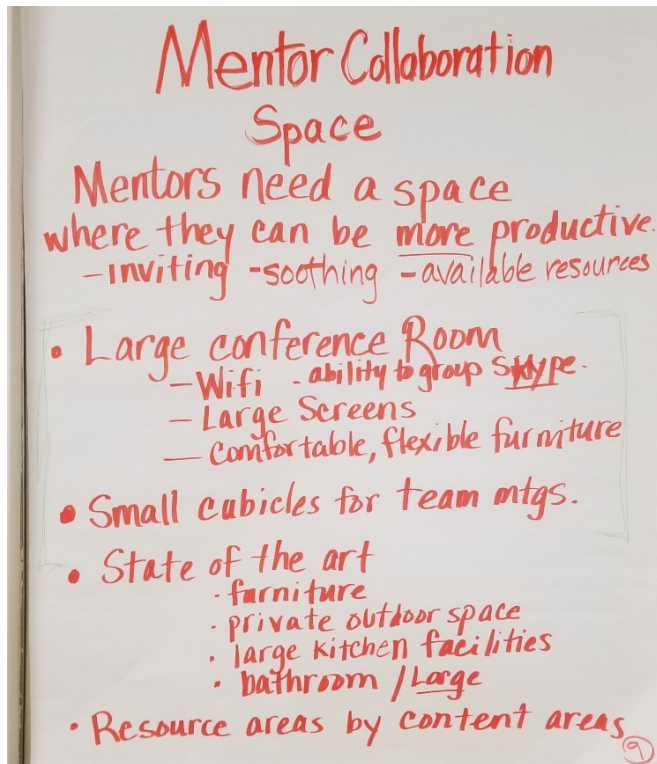 Mentor Collaboration
Space
Mentors need a space
where they can be more productive.
- inviting - soothing - available resources
• Large conference Room
- Wifi - ability to group Skype.
- Large Screens
- comfortable, flexible furniture
• Small cubicles for team mtgs.
• State of the art
· furniture
· private outdoor space
· large kitchen facilities
· bathroom / Large
• Resource areas by content areas
9